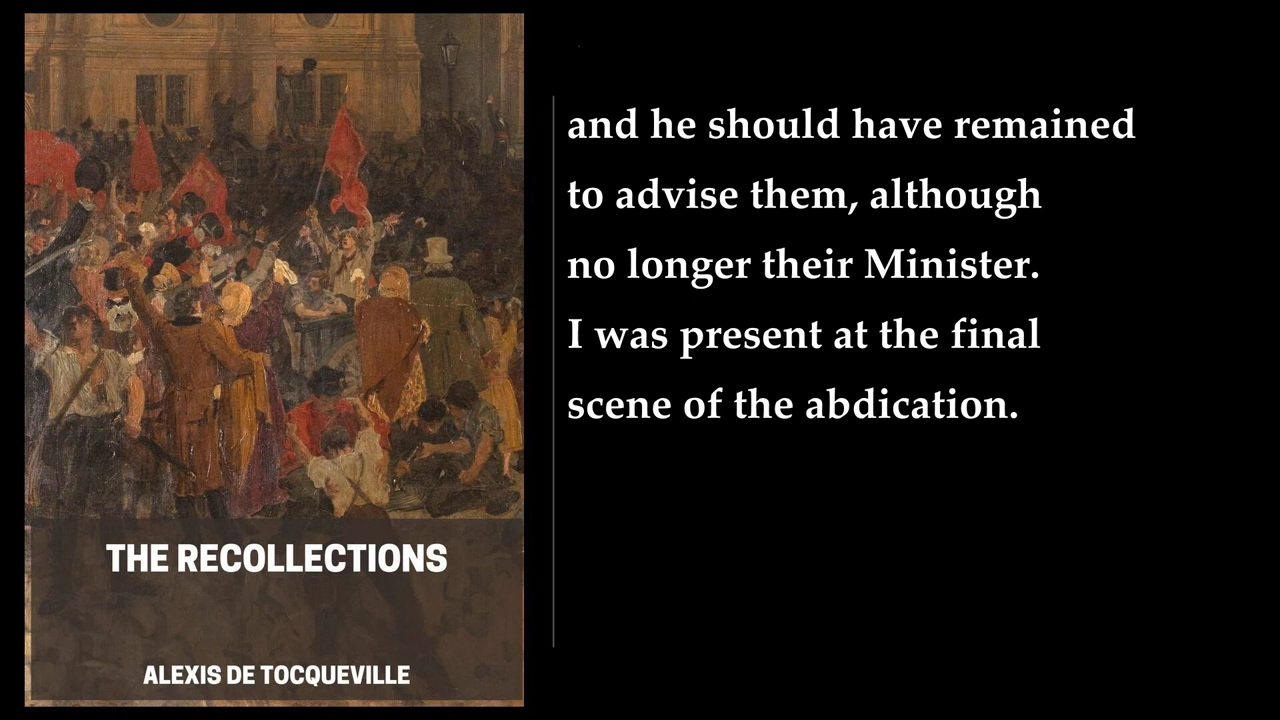 and he should have remained
to advise them, although
no longer their Minister.
I was present at the final
scene of the abdication.
THE RECOLLECTIONS
ALEXIS DE TOCQUEVILLE